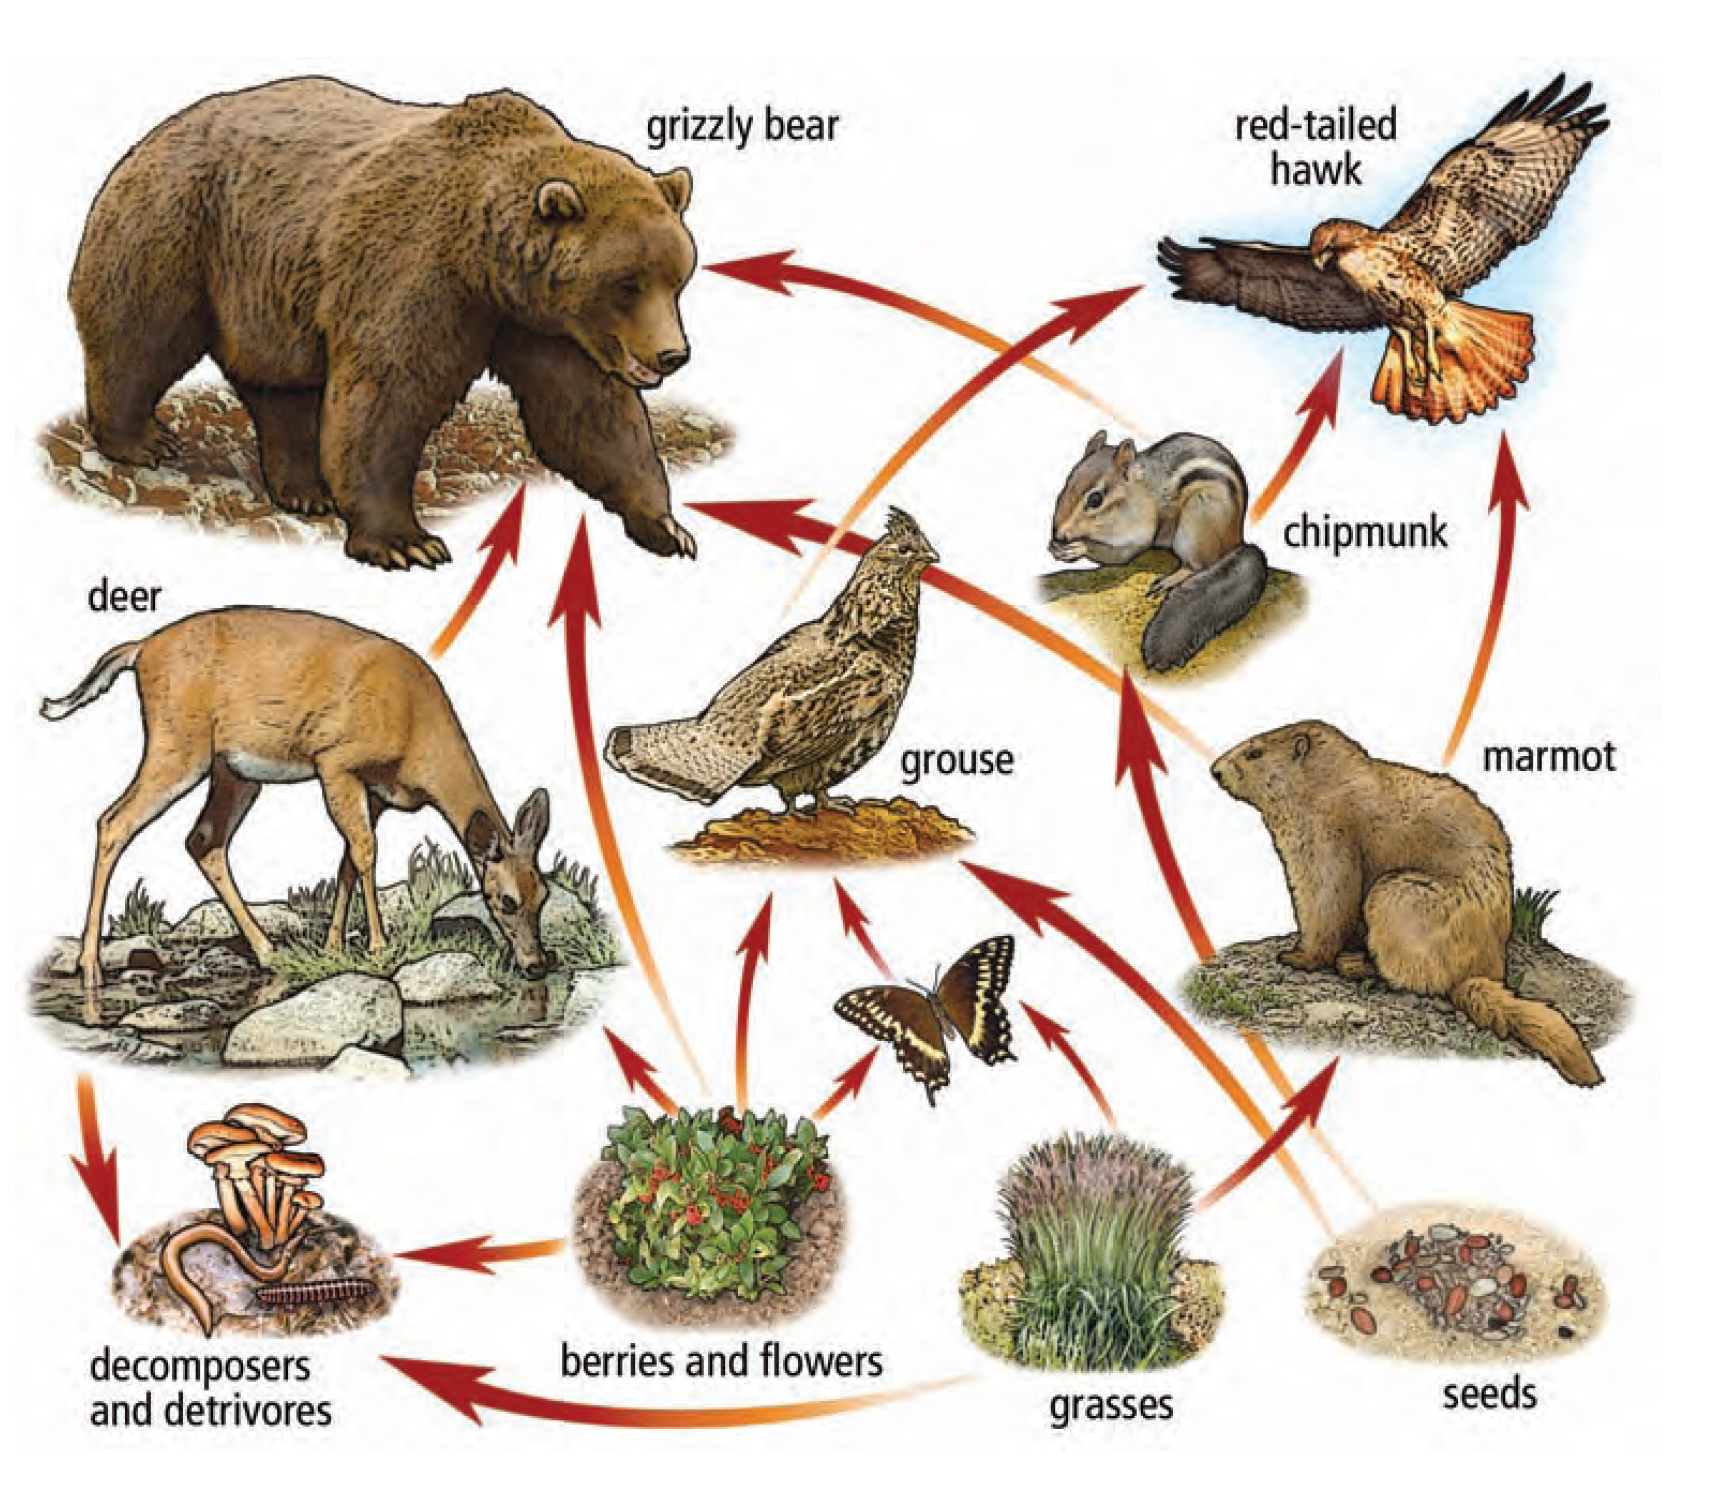 grizzly bear
red-tailed
hawk
chipmunk
deer
grouse
marmot
decomposers
and detrivores
berries and flowers
grasses
seeds